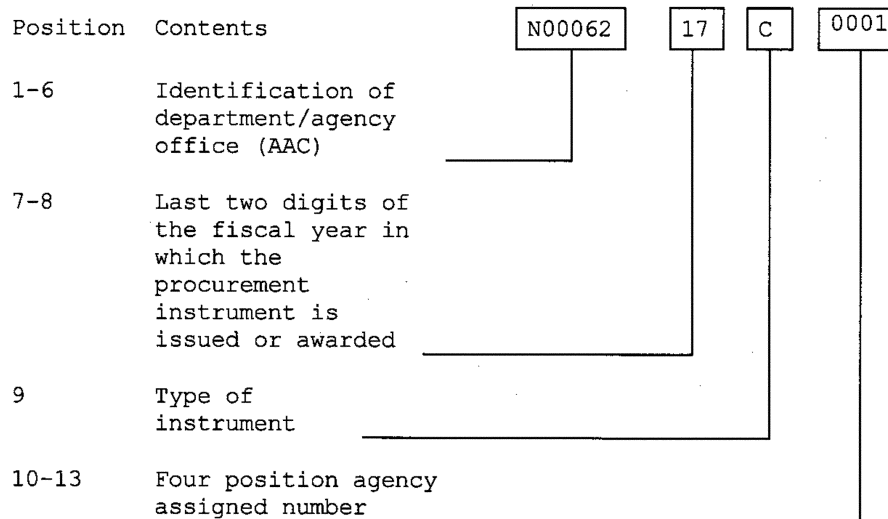 Position Contents N00062 17 C 0001
1-6 Identification of
department/agency
office (AAC)
7-8 Last two digits of
the fiscal year in
which the
procurement
instrument is
issued or awarded
9 Type of
instrument
10-13 Four position agency
assigned number